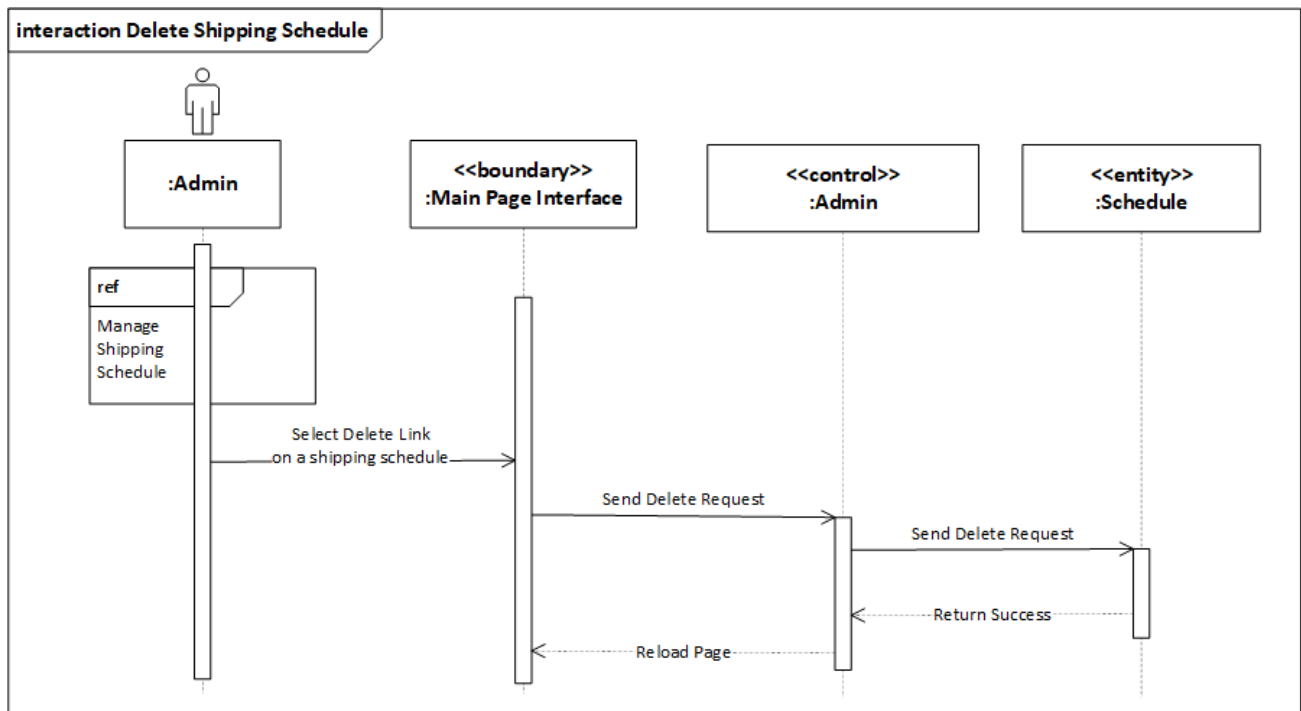 interaction Delete Shipping Schedule
:Admin
<<boundary>>
:Main Page Interface
<<control>>
:Admin
<<entity>>
:Schedule
ref
Manage
Shipping
Schedule
Select Delete Link
on a shipping schedule
Send Delete Request
Send Delete Request
Return Success
Reload Page